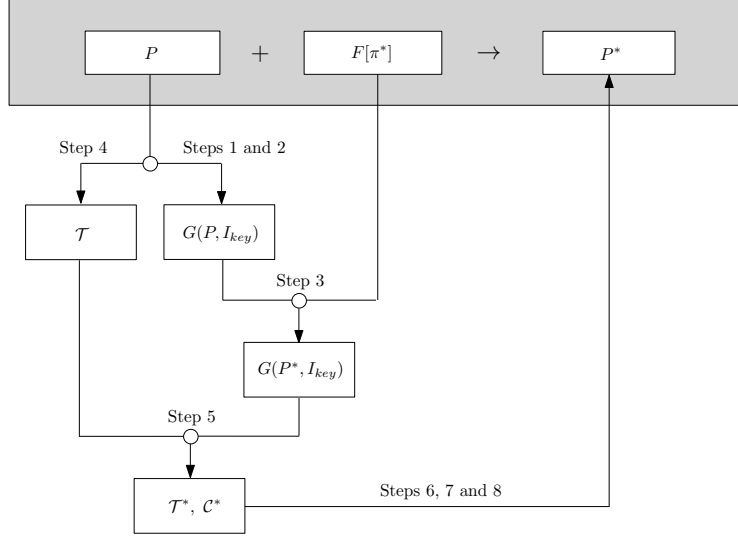 P + F[π*] → P*
Step 4 Steps 1 and 2
𝒯 G(P, I_key)
Step 3
G(P*, I_key)
Step 5
𝒯*, 𝒞*
Steps 6, 7 and 8